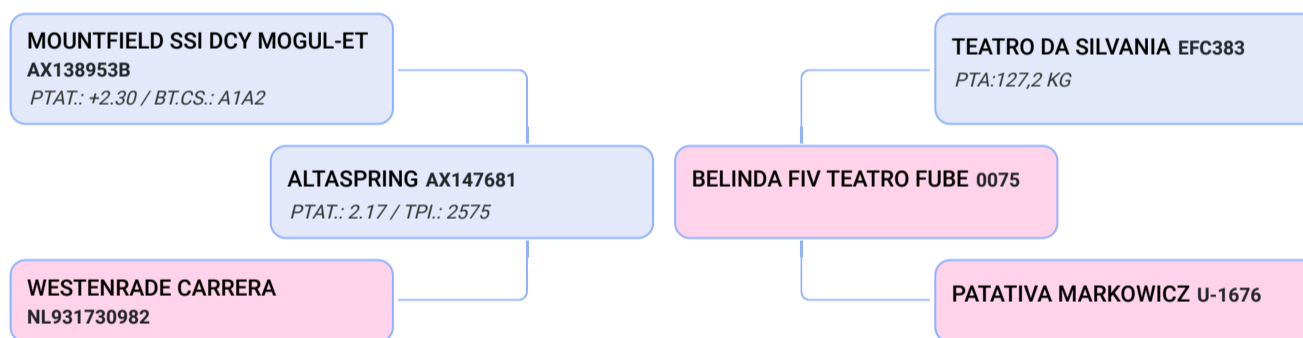 MOUNTFIELD SSI DCY MOGUL-ET
AX138953B
PTAT.: +2.30 / BT.CS.: A1A2
ALTASPRING AX147681
PTAT.: 2.17 / TPI.: 2575
WESTENRADE CARRERA
NL931730982
TEATRO DA SILVANIA EFC383
PTA:127,2 KG
BELINDA FIV TEATRO FUBE 0075
PATATIVA MARKOWICZ U-1676